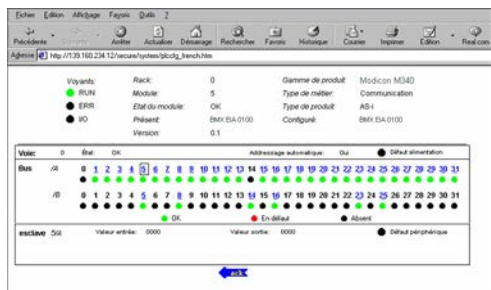 Fichier Edition Affichage Favoris Outils ?
Précédente Arrêter Actualiser Démarrage Rechercher Favoris Historique Courrier Imprimer Edition Real.com
Adresse http://139.160.234.12/secure/system/plccfg_french.htm
Voyants: Rack: 0 Gamme de produit: Modicon M340
RUN Module: 5 Type de métier: Communication
ERR Etat du module: OK Type de produit: AS-i
I/O Présent: BMX EIA 0100 Configuré: BMX EIA 0100
Version: 0.1
Voie: 0 État: OK Addressage automatique: Oui Défaut alimentation
Bus /A 0 1 2 3 4 5 6 7 8 9 10 11 12 13 14 15 16 17 18 19 20 21 22 23 24 25 26 27 28 29 30 31
/B 0 1 2 3 4 5 6 7 8 9 10 11 12 13 14 15 16 17 18 19 20 21 22 23 24 25 26 27 28 29 30 31
OK En défaut Absent
esclave 5/A Valeur entrée: 0000 Valeur sortie: 0000 Défaut périphérique